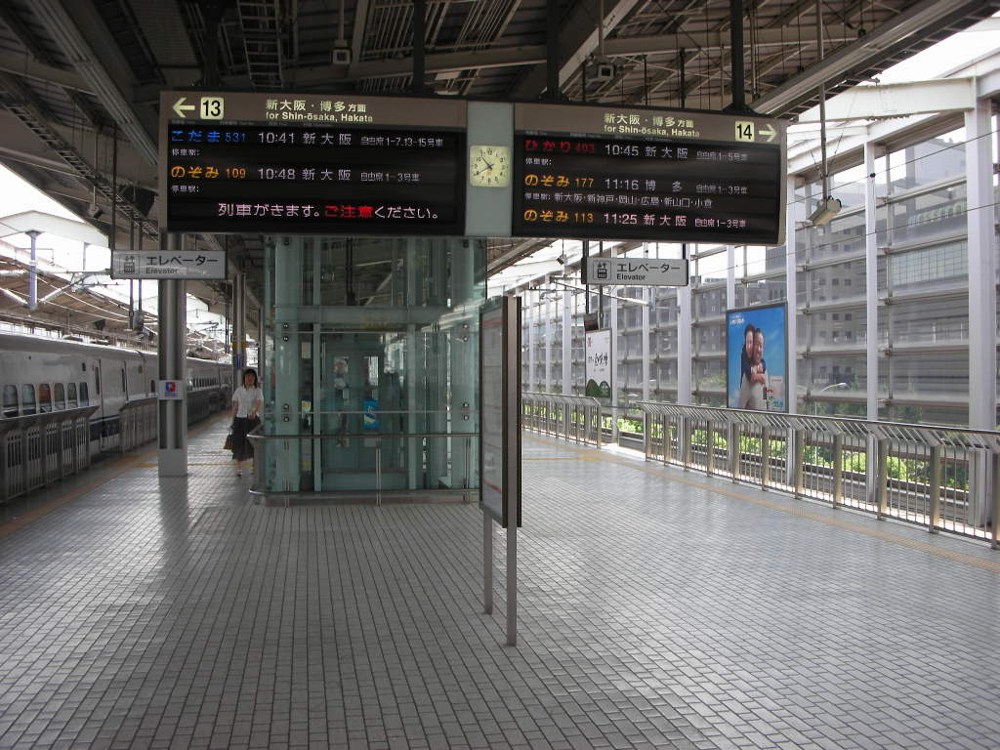 ← 13 新大阪・博多方面
for Shin-ōsaka, Hakata
こだま 531 10:41 新大阪 自由席 1-7.13-15号車
停車駅:
のぞみ 109 10:48 新大阪 自由席 1-3号車
停車駅:
列車がきます。ご注意ください。
新大阪・博多方面 14 →
for Shin-ōsaka, Hakata
ひかり 403 10:45 新大阪 自由席 1-5号車
停車駅:
のぞみ 177 11:16 博多 自由席 1-3号車
停車駅: 新大阪・新神戸・岡山・広島・新山口・小倉
のぞみ 113 11:25 新大阪 自由席 1-3号車
エレベーター
Elevator
エレベーター
Elevator